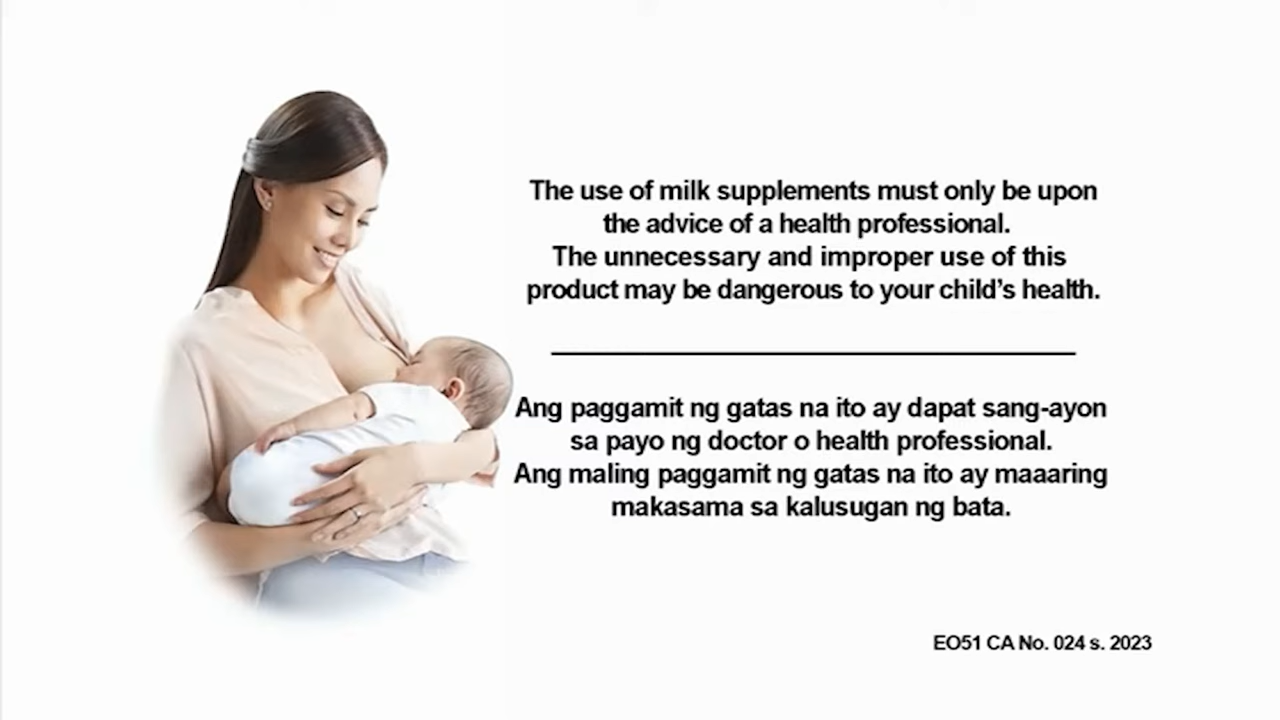 The use of milk supplements must only be upon
the advice of a health professional.
The unnecessary and improper use of this
product may be dangerous to your child's health.
Ang paggamit ng gatas na ito ay dapat sang-ayon
sa payo ng doctor o health professional.
Ang maling paggamit ng gatas na ito ay maaaring
makasama sa kalusugan ng bata.
EO51 CA No. 024 s. 2023